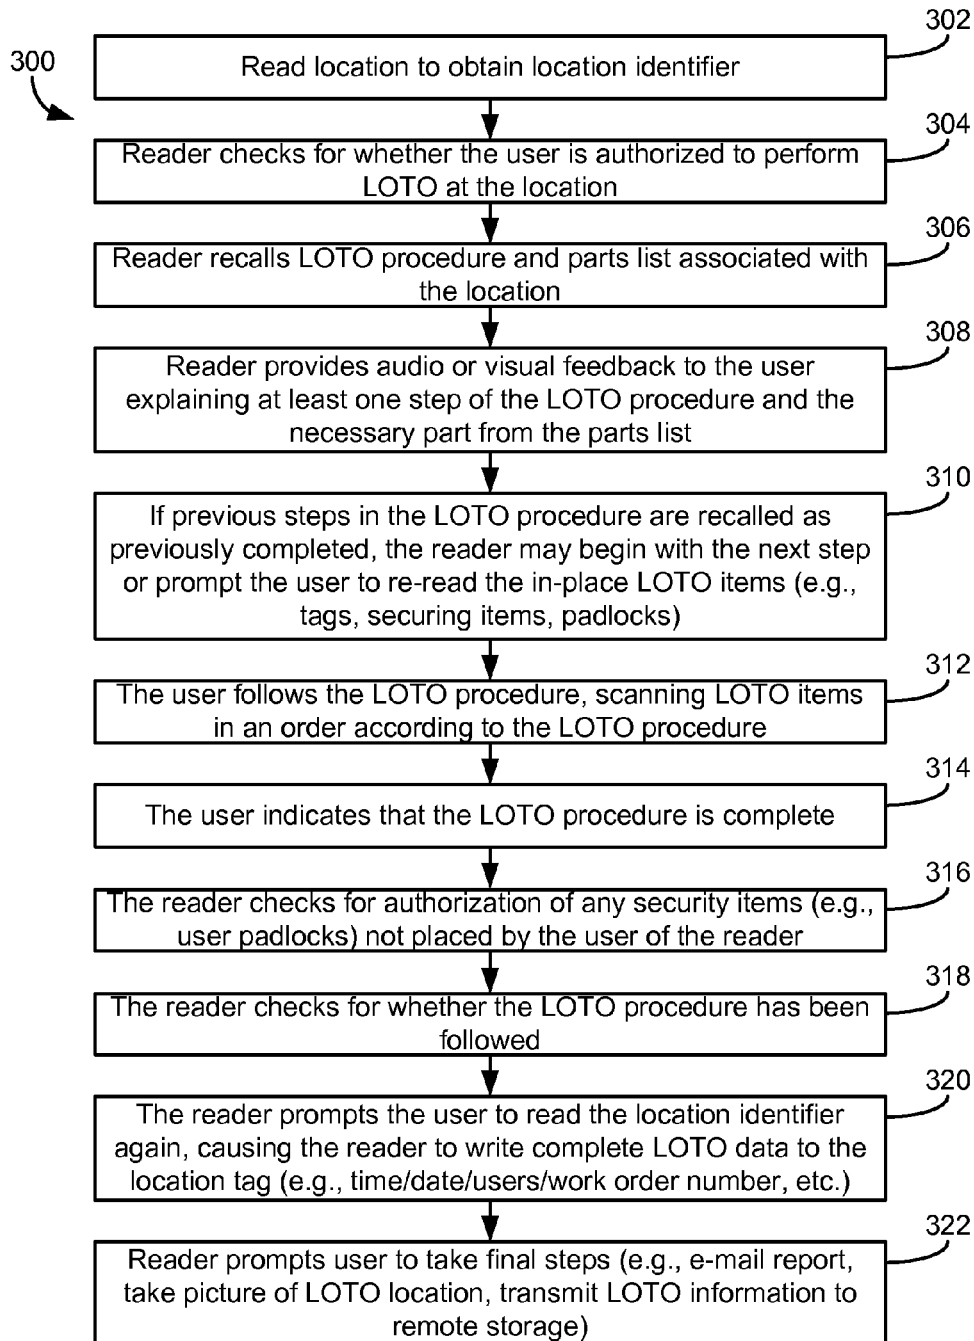 302
300
Read location to obtain location identifier
304
Reader checks for whether the user is authorized to perform
LOTO at the location
306
Reader recalls LOTO procedure and parts list associated with
the location
308
Reader provides audio or visual feedback to the user
explaining at least one step of the LOTO procedure and the
necessary part from the parts list
310
If previous steps in the LOTO procedure are recalled as
previously completed, the reader may begin with the next step
or prompt the user to re-read the in-place LOTO items (e.g.,
tags, securing items, padlocks)
312
The user follows the LOTO procedure, scanning LOTO items
in an order according to the LOTO procedure
314
The user indicates that the LOTO procedure is complete
316
The reader checks for authorization of any security items (e.g.,
user padlocks) not placed by the user of the reader
318
The reader checks for whether the LOTO procedure has been
followed
320
The reader prompts the user to read the location identifier
again, causing the reader to write complete LOTO data to the
location tag (e.g., time/date/users/work order number, etc.)
322
Reader prompts user to take final steps (e.g., e-mail report,
take picture of LOTO location, transmit LOTO information to
remote storage)